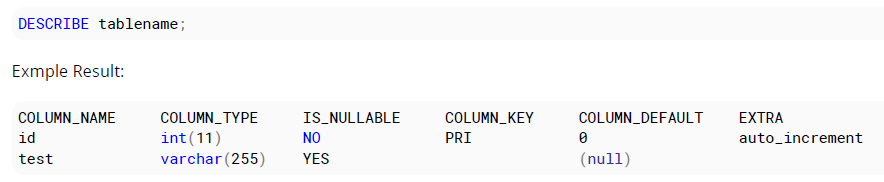 DESCRIBE tablename;
Exmple Result:
COLUMN_NAME COLUMN_TYPE IS_NULLABLE COLUMN_KEY COLUMN_DEFAULT EXTRA
id int(11) NO PRI 0 auto_increment
test varchar(255) YES (null)